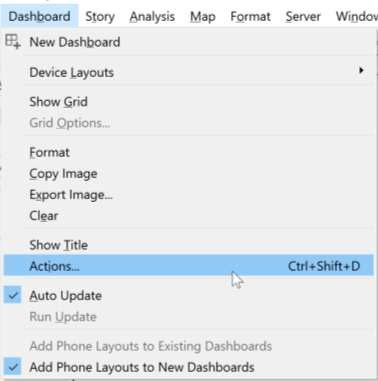 Dashboard Story Analysis Map Format Server Window
New Dashboard
Device Layouts
Show Grid
Grid Options...
Format
Copy Image
Export Image...
Clear
Show Title
Actions... Ctrl+Shift+D
Auto Update
Run Update
Add Phone Layouts to Existing Dashboards
Add Phone Layouts to New Dashboards